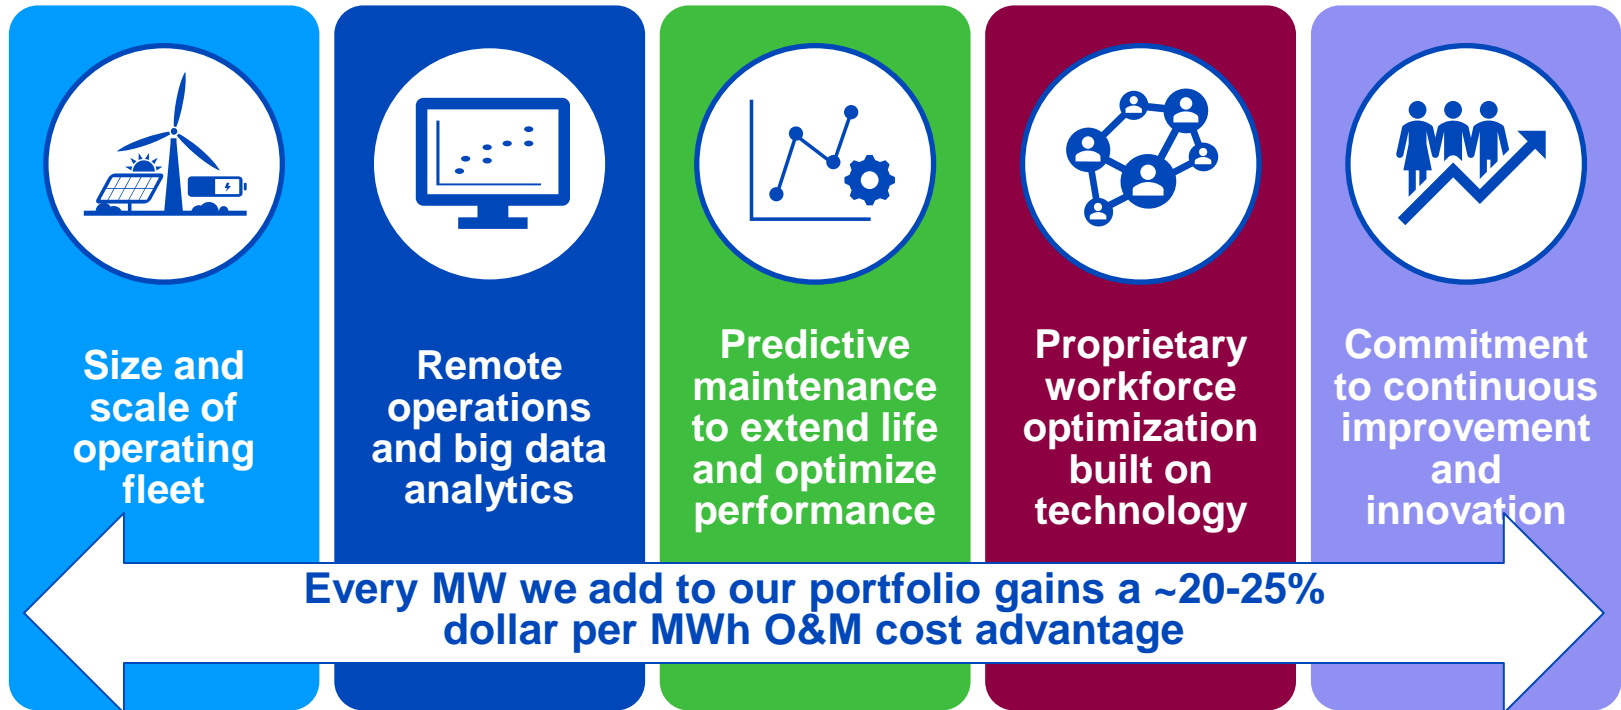 Size and
scale of
operating
fleet
Remote
operations
and big data
analytics
Predictive
maintenance
to extend life
and optimize
performance
Proprietary
workforce
optimization
built on
technology
Commitment
to continuous
improvement
and
innovation
Every MW we add to our portfolio gains a ~20-25%
dollar per MWh O&M cost advantage